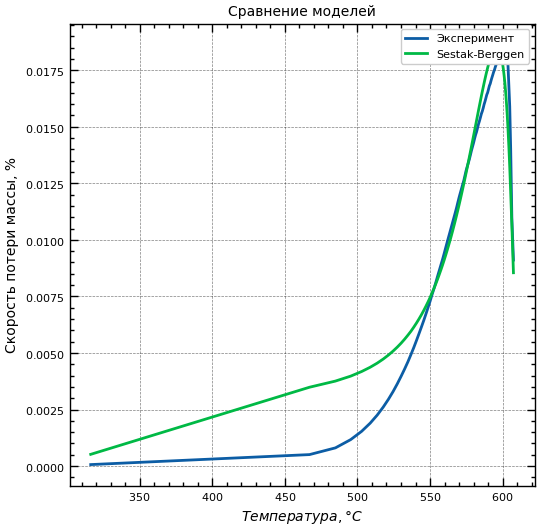 Сравнение моделей
Эксперимент
Sestak-Berggen
Скорость потери массы, %
0.0175
0.0150
0.0125
0.0100
0.0075
0.0050
0.0025
0.0000
350 400 450 500 550 600
Температура, °C